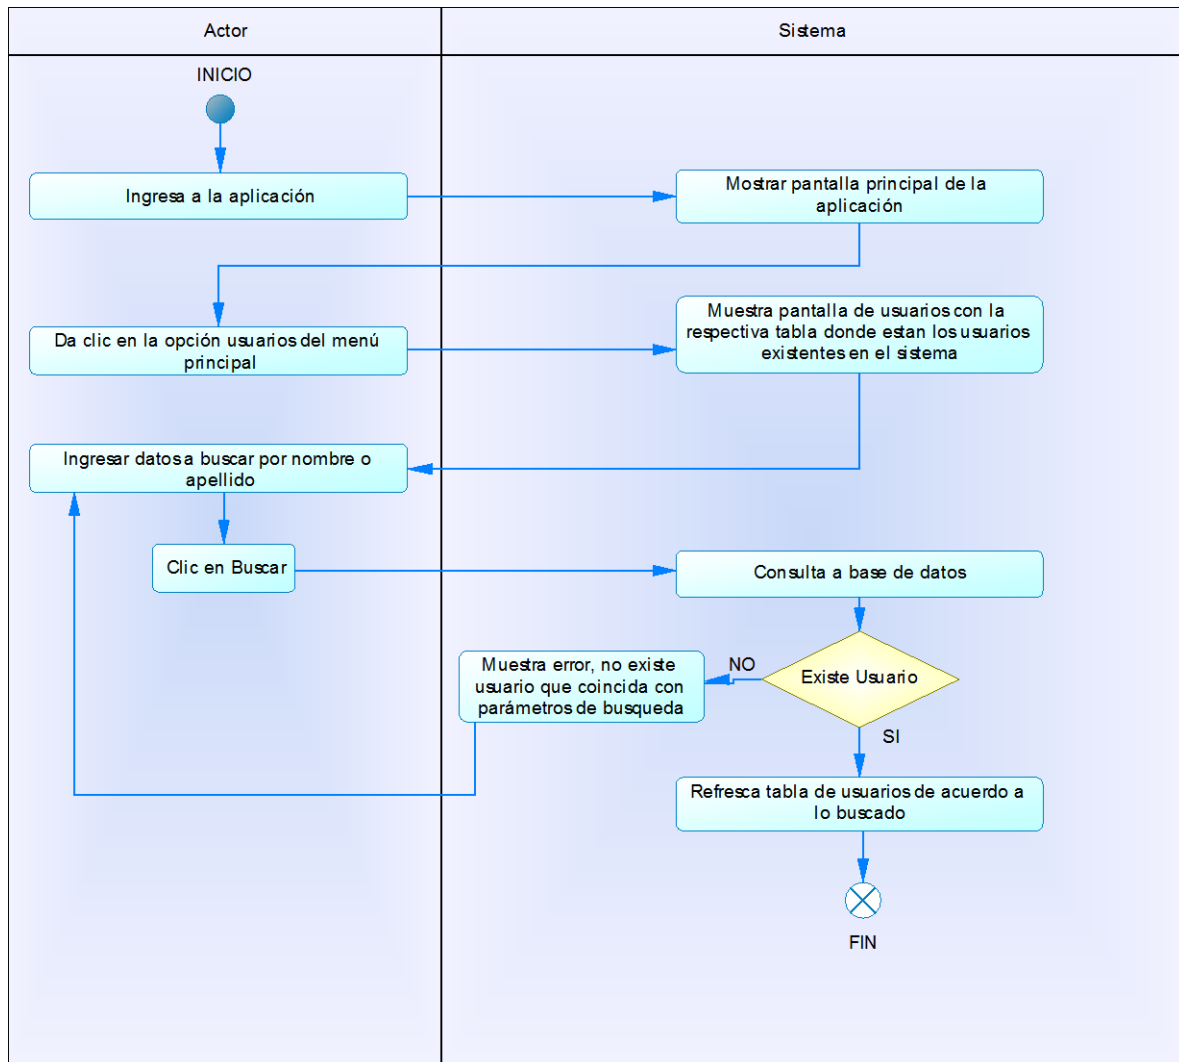 Actor
Sistema
INICIO
Ingresa a la aplicación
Mostrar pantalla principal de la
aplicación
Da clic en la opción usuarios del menú
principal
Muestra pantalla de usuarios con la
respectiva tabla donde estan los usuarios
existentes en el sistema
Ingresar datos a buscar por nombre o
apellido
Clic en Buscar
Consulta a base de datos
Existe Usuario
NO
Muestra error, no existe
usuario que coincida con
parámetros de busqueda
SI
Refresca tabla de usuarios de acuerdo a
lo buscado
FIN